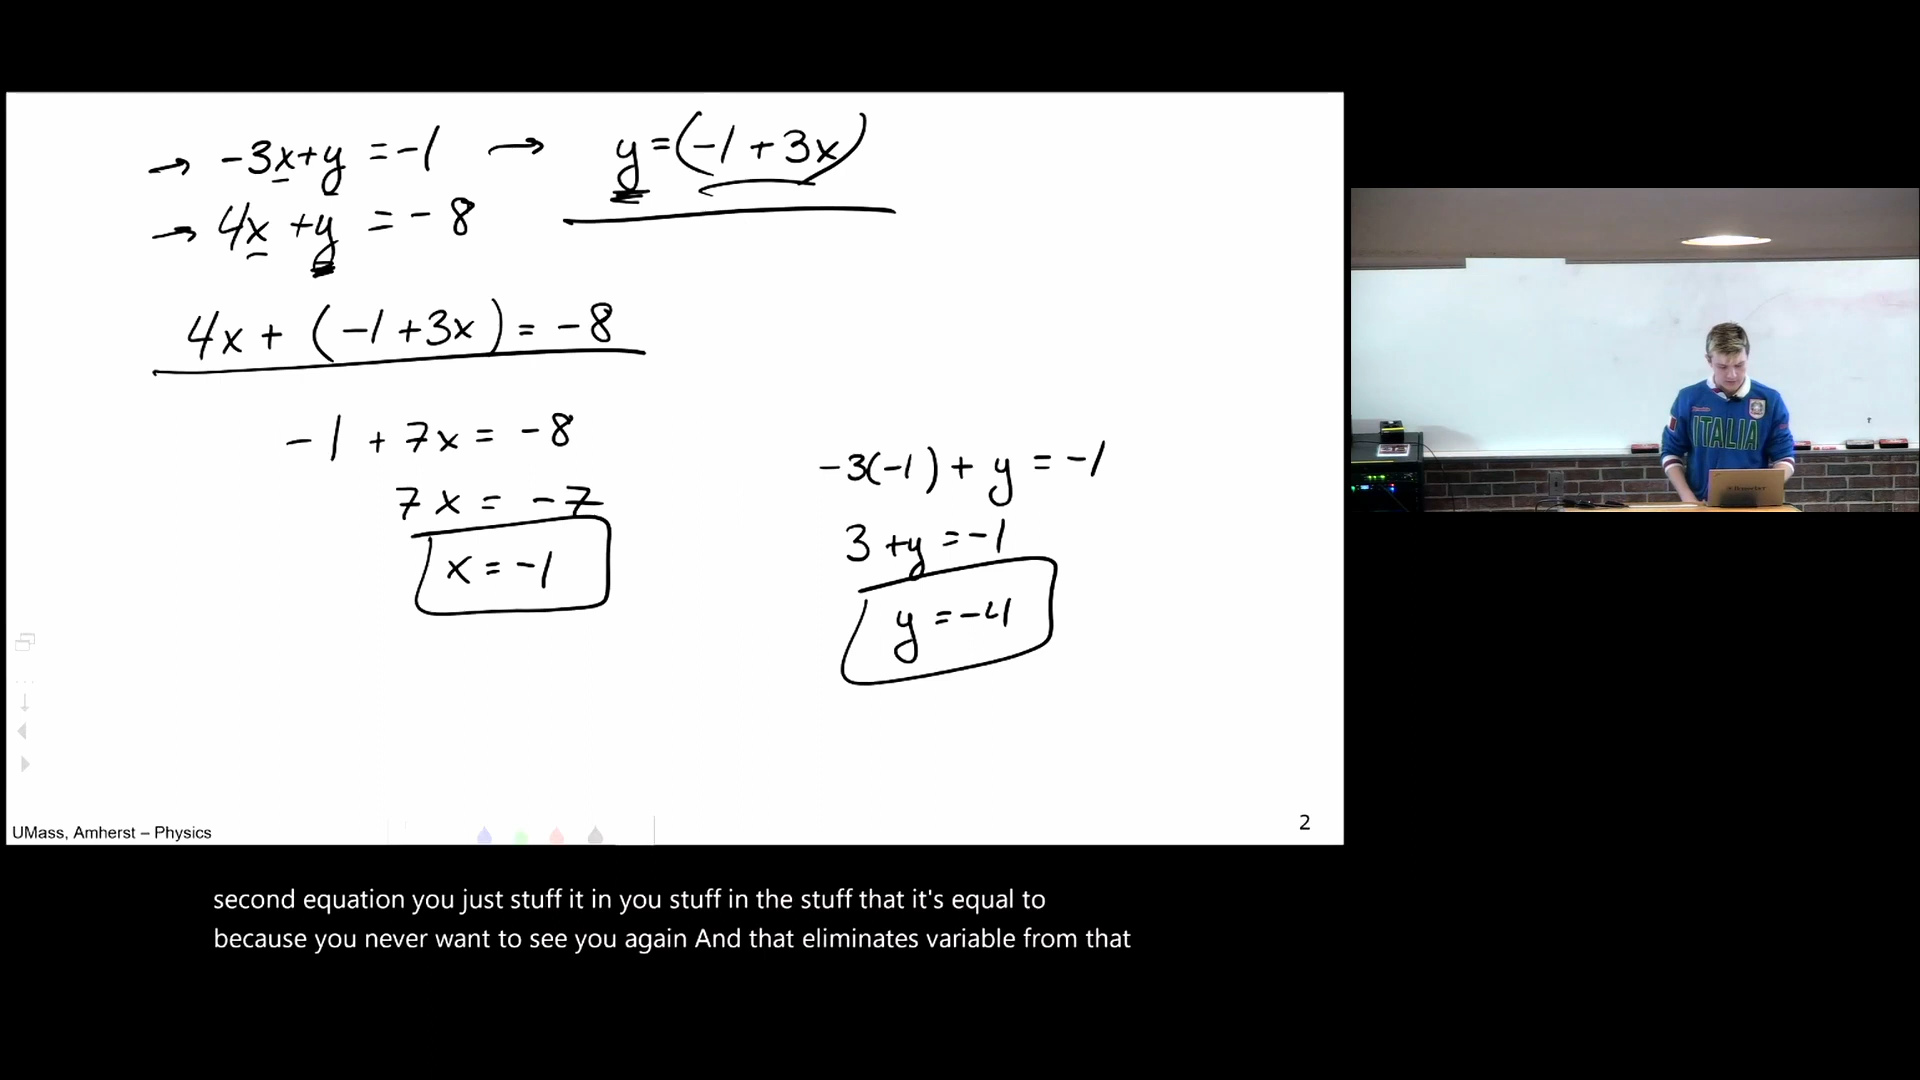 → -3x+y = -1 → y = (-1 + 3x)
→ 4x + y = -8
4x + (-1 + 3x) = -8
-1 + 7x = -8
7x = -7
x = -1
-3(-1) + y = -1
3 + y = -1
y = -4
UMass, Amherst – Physics
2
ITALIA
second equation you just stuff it in you stuff in the stuff that it's equal to
because you never want to see you again And that eliminates variable from that